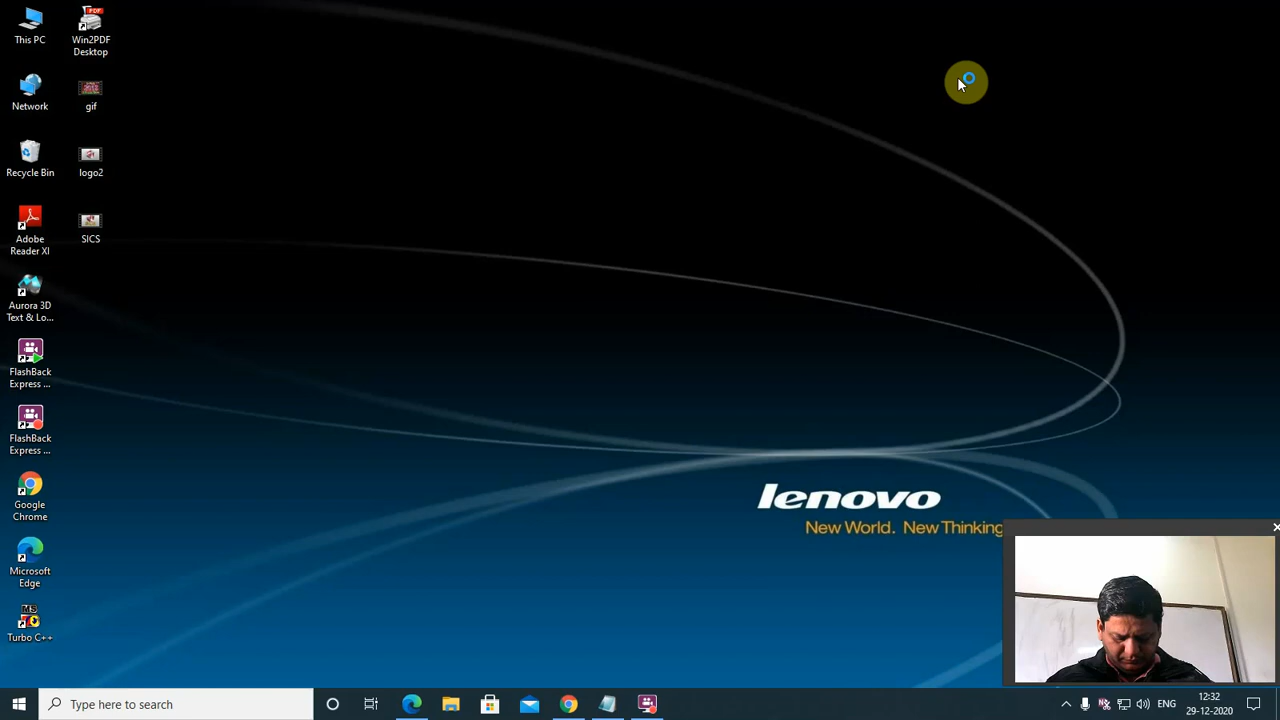 This PC
Win2PDF
Desktop
Network
gif
Recycle Bin
logo2
Adobe
Reader XI
SICS
Aurora 3D
Text & Lo...
FlashBack
Express ...
FlashBack
Express ...
Google
Chrome
Microsoft
Edge
MS
Turbo C++
PDF
lenovo
New World. New Thinking
Type here to search
ENG
12:32
29-12-2020